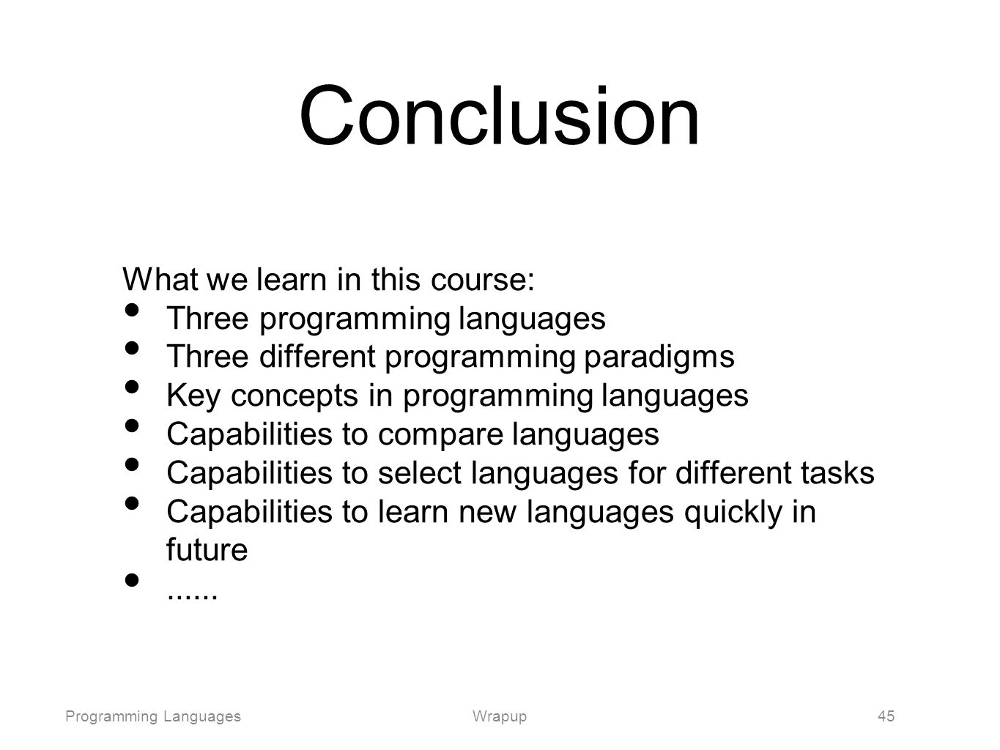 Conclusion
What we learn in this course:
• Three programming languages
• Three different programming paradigms
• Key concepts in programming languages
• Capabilities to compare languages
• Capabilities to select languages for different tasks
• Capabilities to learn new languages quickly in
future
• ......
Programming Languages Wrapup 45